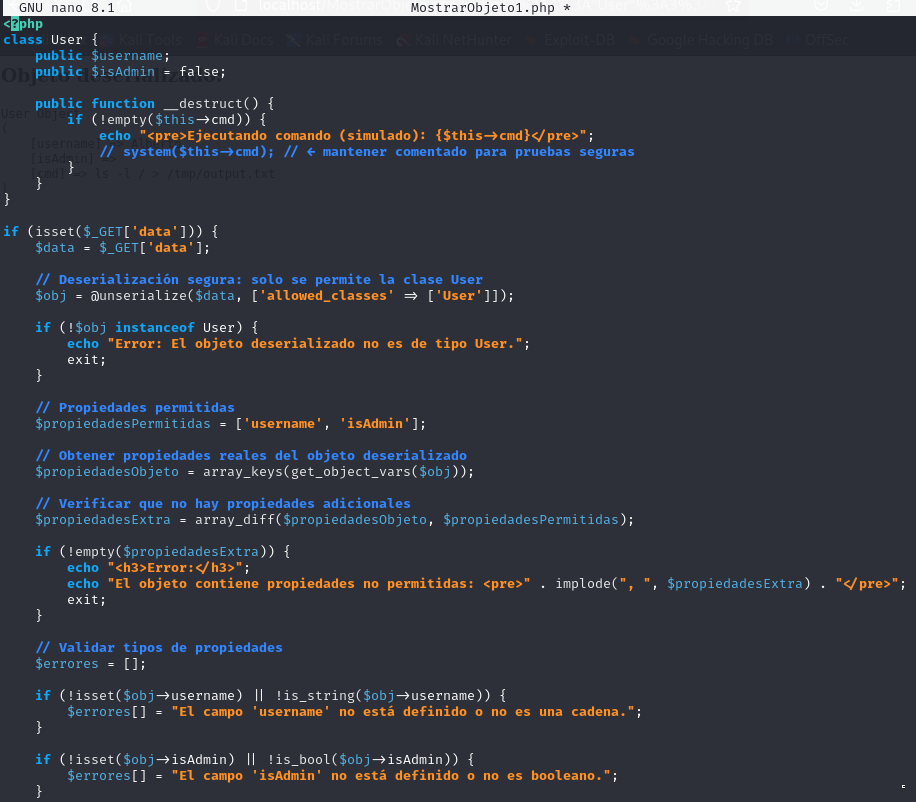 GNU nano 8.1 MostrarObjeto1.php *
<?php
class User {
    public $username;
    public $isAdmin = false;

    public function __destruct() {
        if (!empty($this->cmd)) {
            echo "<pre>Ejecutando comando (simulado): {$this->cmd}</pre>";
            // system($this->cmd); // ← mantener comentado para pruebas seguras
        }
    }
}

if (isset($_GET['data'])) {
    $data = $_GET['data'];

    // Deserialización segura: solo se permite la clase User
    $obj = @unserialize($data, ['allowed_classes' => ['User']]);

    if (!$obj instanceof User) {
        echo "Error: El objeto deserializado no es de tipo User.";
        exit;
    }

    // Propiedades permitidas
    $propiedadesPermitidas = ['username', 'isAdmin'];

    // Obtener propiedades reales del objeto deserializado
    $propiedadesObjeto = array_keys(get_object_vars($obj));

    // Verificar que no hay propiedades adicionales
    $propiedadesExtra = array_diff($propiedadesObjeto, $propiedadesPermitidas);

    if (!empty($propiedadesExtra)) {
        echo "<h3>Error:</h3>";
        echo "El objeto contiene propiedades no permitidas: <pre>" . implode(", ", $propiedadesExtra) . "</pre>";
        exit;
    }

    // Validar tipos de propiedades
    $errores = [];

    if (!isset($obj->username) || !is_string($obj->username)) {
        $errores[] = "El campo 'username' no está definido o no es una cadena.";
    }

    if (!isset($obj->isAdmin) || !is_bool($obj->isAdmin)) {
        $errores[] = "El campo 'isAdmin' no está definido o no es booleano.";
    }